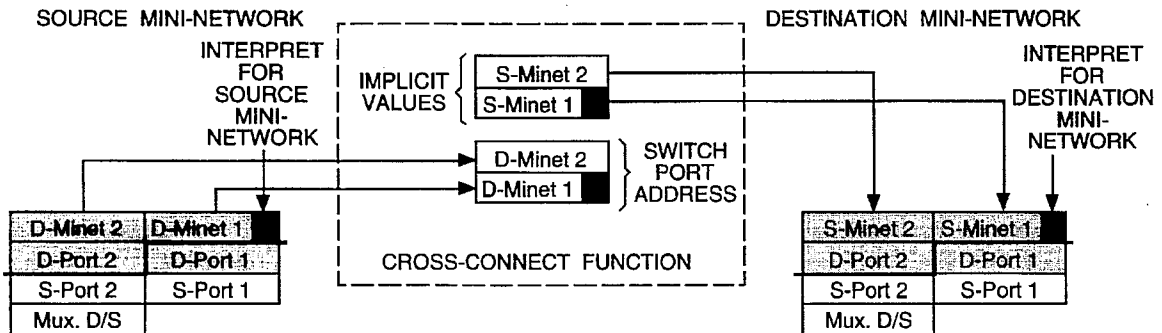 SOURCE MINI-NETWORK
DESTINATION MINI-NETWORK
INTERPRET
FOR
SOURCE
MINI-
NETWORK
IMPLICIT
VALUES
S-Minet 2
S-Minet 1
D-Minet 2
D-Minet 1
SWITCH
PORT
ADDRESS
CROSS-CONNECT FUNCTION
INTERPRET
FOR
DESTINATION
MINI-
NETWORK
D-Minet 2 D-Minet 1
D-Port 2 D-Port 1
S-Port 2 S-Port 1
Mux. D/S
S-Minet 2 S-Minet 1
D-Port 2 D-Port 1
S-Port 2 S-Port 1
Mux. D/S